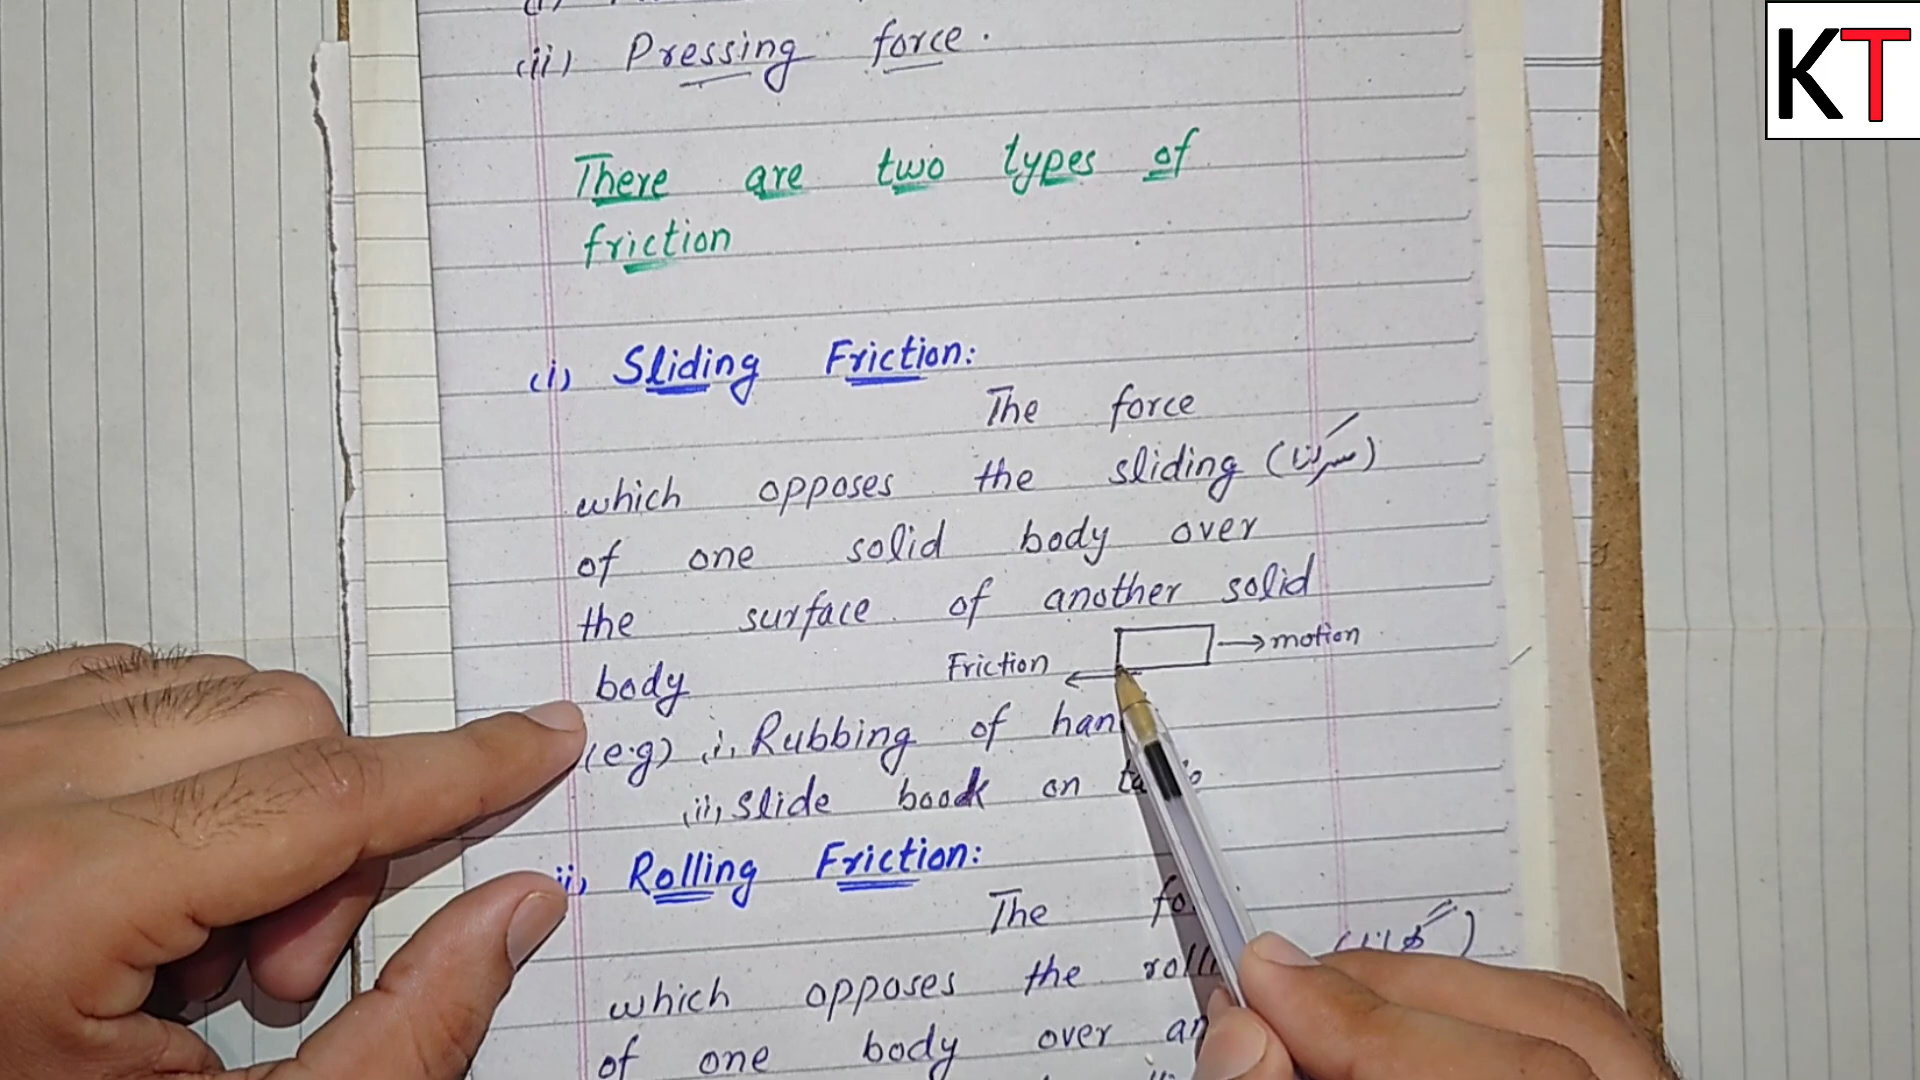 KT
(ii) Pressing force.
There are two types of
friction
(i) Sliding Friction:
The force
which opposes the sliding (سرکنا)
of one solid body over
the surface of another solid
body Friction ← → motion
(e.g) i, Rubbing of
ii, Slide book on
ii, Rolling Friction:
The
which opposes the
of one body over